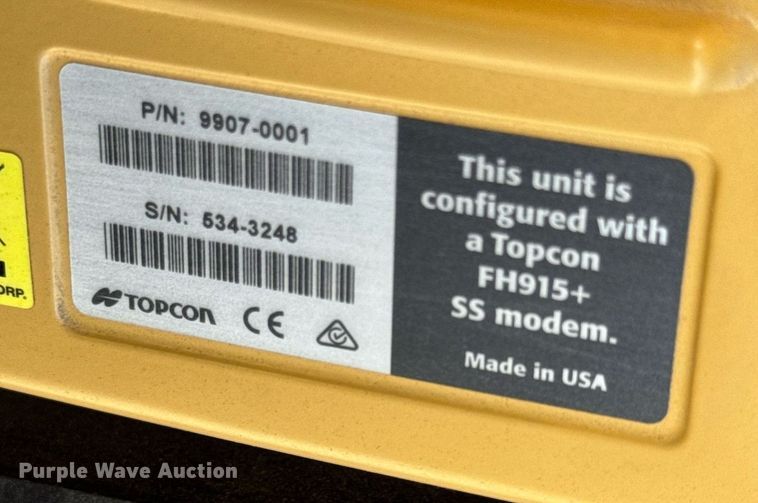 P/N: 9907-0001
S/N: 534-3248
TOPCON
CE
This unit is
configured with
a Topcon
FH915+
SS modem.
Made in USA
ORP.
Purple Wave Auction